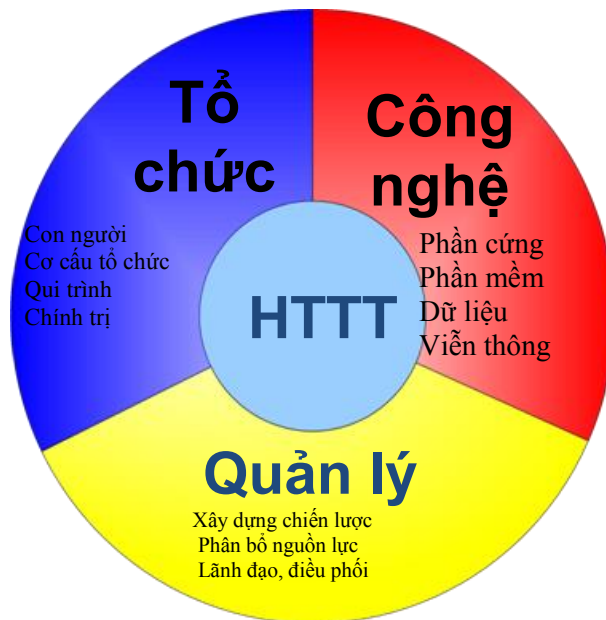 Tổ
chức
Con người
Cơ cấu tổ chức
Qui trình
Chính trị
Công
nghệ
Phần cứng
Phần mềm
Dữ liệu
Viễn thông
HTTT
Quản lý
Xây dựng chiến lược
Phân bổ nguồn lực
Lãnh đạo, điều phối